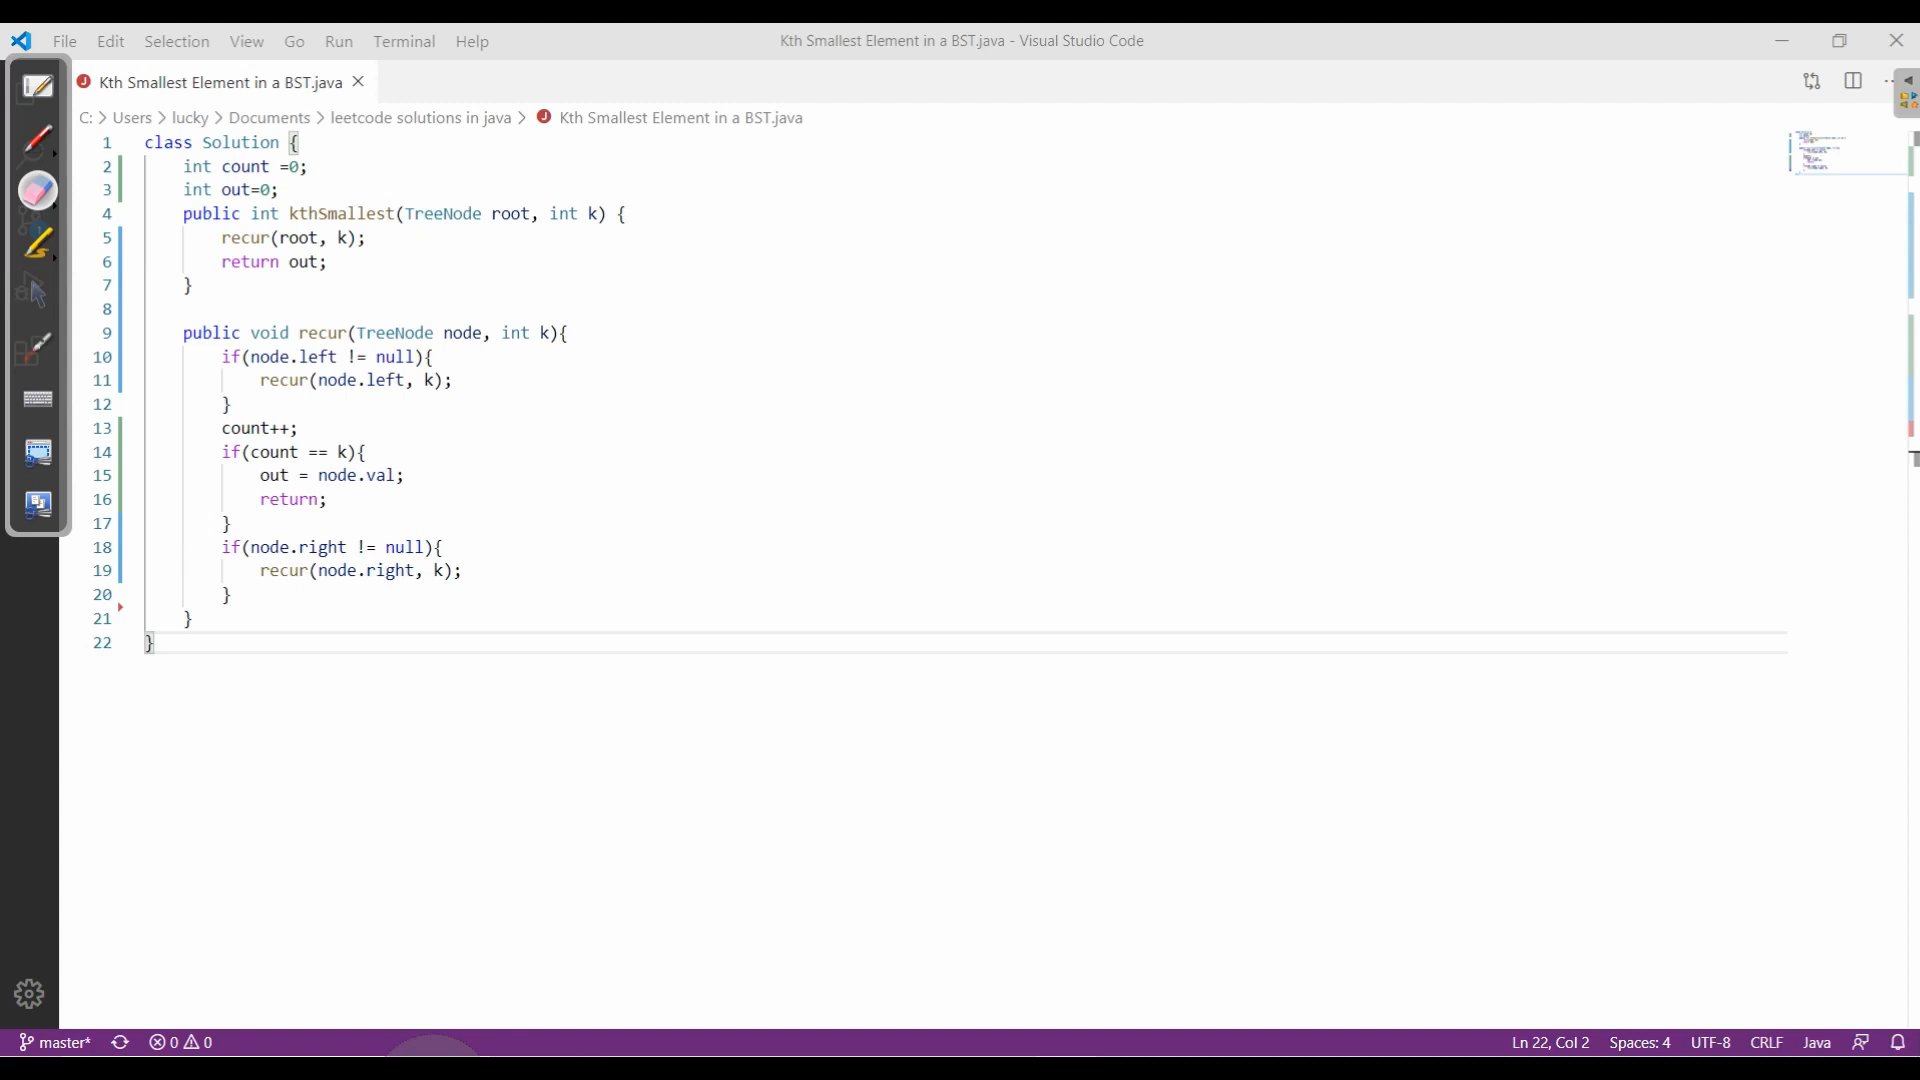 File Edit Selection View Go Run Terminal Help Kth Smallest Element in a BST.java - Visual Studio Code
Kth Smallest Element in a BST.java
C: > Users > lucky > Documents > leetcode solutions in java > Kth Smallest Element in a BST.java
1 class Solution {
2 int count =0;
3 int out=0;
4 public int kthSmallest(TreeNode root, int k) {
5 recur(root, k);
6 return out;
7 }
8
9 public void recur(TreeNode node, int k){
10 if(node.left != null){
11 recur(node.left, k);
12 }
13 count++;
14 if(count == k){
15 out = node.val;
16 return;
17 }
18 if(node.right != null){
19 recur(node.right, k);
20 }
21 }
22 }
master* 0 0 Ln 22, Col 2 Spaces: 4 UTF-8 CRLF Java